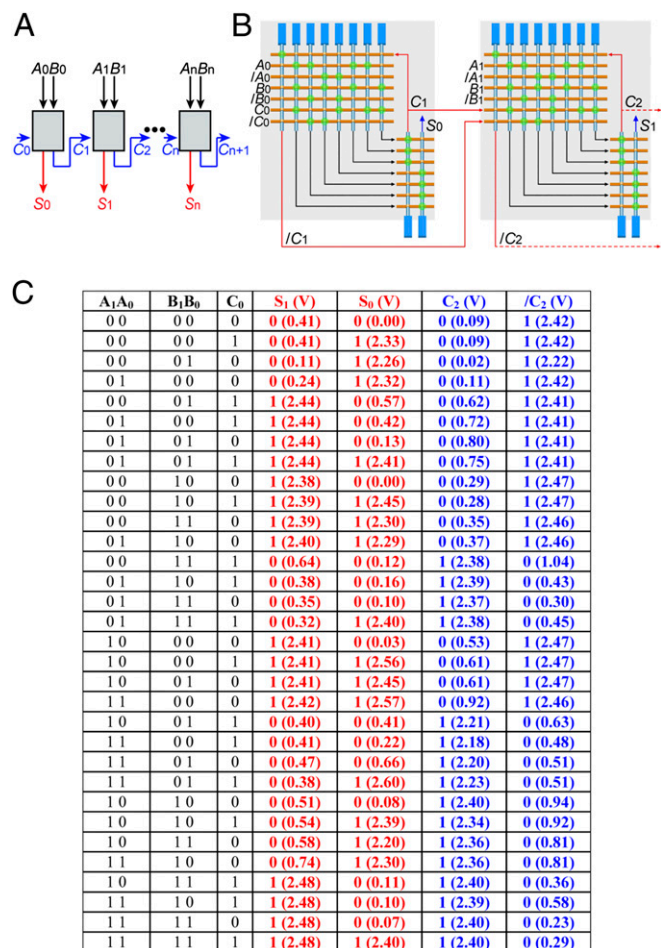 A
A0B0 A1B1 AnBn
C0 C1 C2 Cn Cn+1
S0 S1 Sn
B
A0 A1
/A0 /A1
B0 B1
/B0 /B1
C0 C1 C2
/C0 S0 S1
/C1 /C2
C
A1A0 B1B0 C0 S1 (V) S0 (V) C2 (V) /C2 (V)
0 0 0 0 0 0 (0.41) 0 (0.00) 0 (0.09) 1 (2.42)
0 0 0 0 1 0 (0.41) 1 (2.33) 0 (0.09) 1 (2.42)
0 0 0 1 0 0 (0.11) 1 (2.26) 0 (0.02) 1 (2.22)
0 1 0 0 0 0 (0.24) 1 (2.32) 0 (0.11) 1 (2.42)
0 0 0 1 1 1 (2.44) 0 (0.57) 0 (0.62) 1 (2.41)
0 1 0 0 1 1 (2.44) 0 (0.42) 0 (0.72) 1 (2.41)
0 1 0 1 0 1 (2.44) 0 (0.13) 0 (0.80) 1 (2.41)
0 1 0 1 1 1 (2.44) 1 (2.41) 0 (0.75) 1 (2.41)
0 0 1 0 0 1 (2.38) 0 (0.00) 0 (0.29) 1 (2.47)
0 0 1 0 1 1 (2.39) 1 (2.45) 0 (0.28) 1 (2.47)
0 0 1 1 0 1 (2.39) 1 (2.30) 0 (0.35) 1 (2.46)
0 1 1 0 0 1 (2.40) 1 (2.29) 0 (0.37) 1 (2.46)
0 0 1 1 1 0 (0.64) 0 (0.12) 1 (2.38) 0 (1.04)
0 1 1 0 1 0 (0.38) 0 (0.16) 1 (2.39) 0 (0.43)
0 1 1 1 0 0 (0.35) 0 (0.10) 1 (2.37) 0 (0.30)
0 1 1 1 1 0 (0.32) 1 (2.40) 1 (2.38) 0 (0.45)
1 0 0 0 0 1 (2.41) 0 (0.03) 0 (0.53) 1 (2.47)
1 0 0 0 1 1 (2.41) 1 (2.56) 0 (0.61) 1 (2.47)
1 0 0 1 0 1 (2.41) 1 (2.45) 0 (0.61) 1 (2.47)
1 1 0 0 0 1 (2.42) 1 (2.57) 0 (0.92) 1 (2.46)
1 0 0 1 1 0 (0.40) 0 (0.41) 1 (2.21) 0 (0.63)
1 1 0 0 1 0 (0.41) 0 (0.22) 1 (2.18) 0 (0.48)
1 1 0 1 0 0 (0.47) 0 (0.66) 1 (2.20) 0 (0.51)
1 1 0 1 1 0 (0.38) 1 (2.60) 1 (2.23) 0 (0.51)
1 0 1 0 0 0 (0.51) 0 (0.08) 1 (2.40) 0 (0.94)
1 0 1 0 1 0 (0.54) 1 (2.39) 1 (2.34) 0 (0.92)
1 0 1 1 0 0 (0.58) 1 (2.20) 1 (2.36) 0 (0.81)
1 1 1 0 0 0 (0.74) 1 (2.30) 1 (2.36) 0 (0.81)
1 0 1 1 1 1 (2.48) 0 (0.11) 1 (2.40) 0 (0.36)
1 1 1 0 1 1 (2.48) 0 (0.10) 1 (2.39) 0 (0.58)
1 1 1 1 0 1 (2.48) 0 (0.07) 1 (2.40) 0 (0.23)
1 1 1 1 1 1 (2.48) 1 (2.40) 1 (2.40) 0 (0.29)